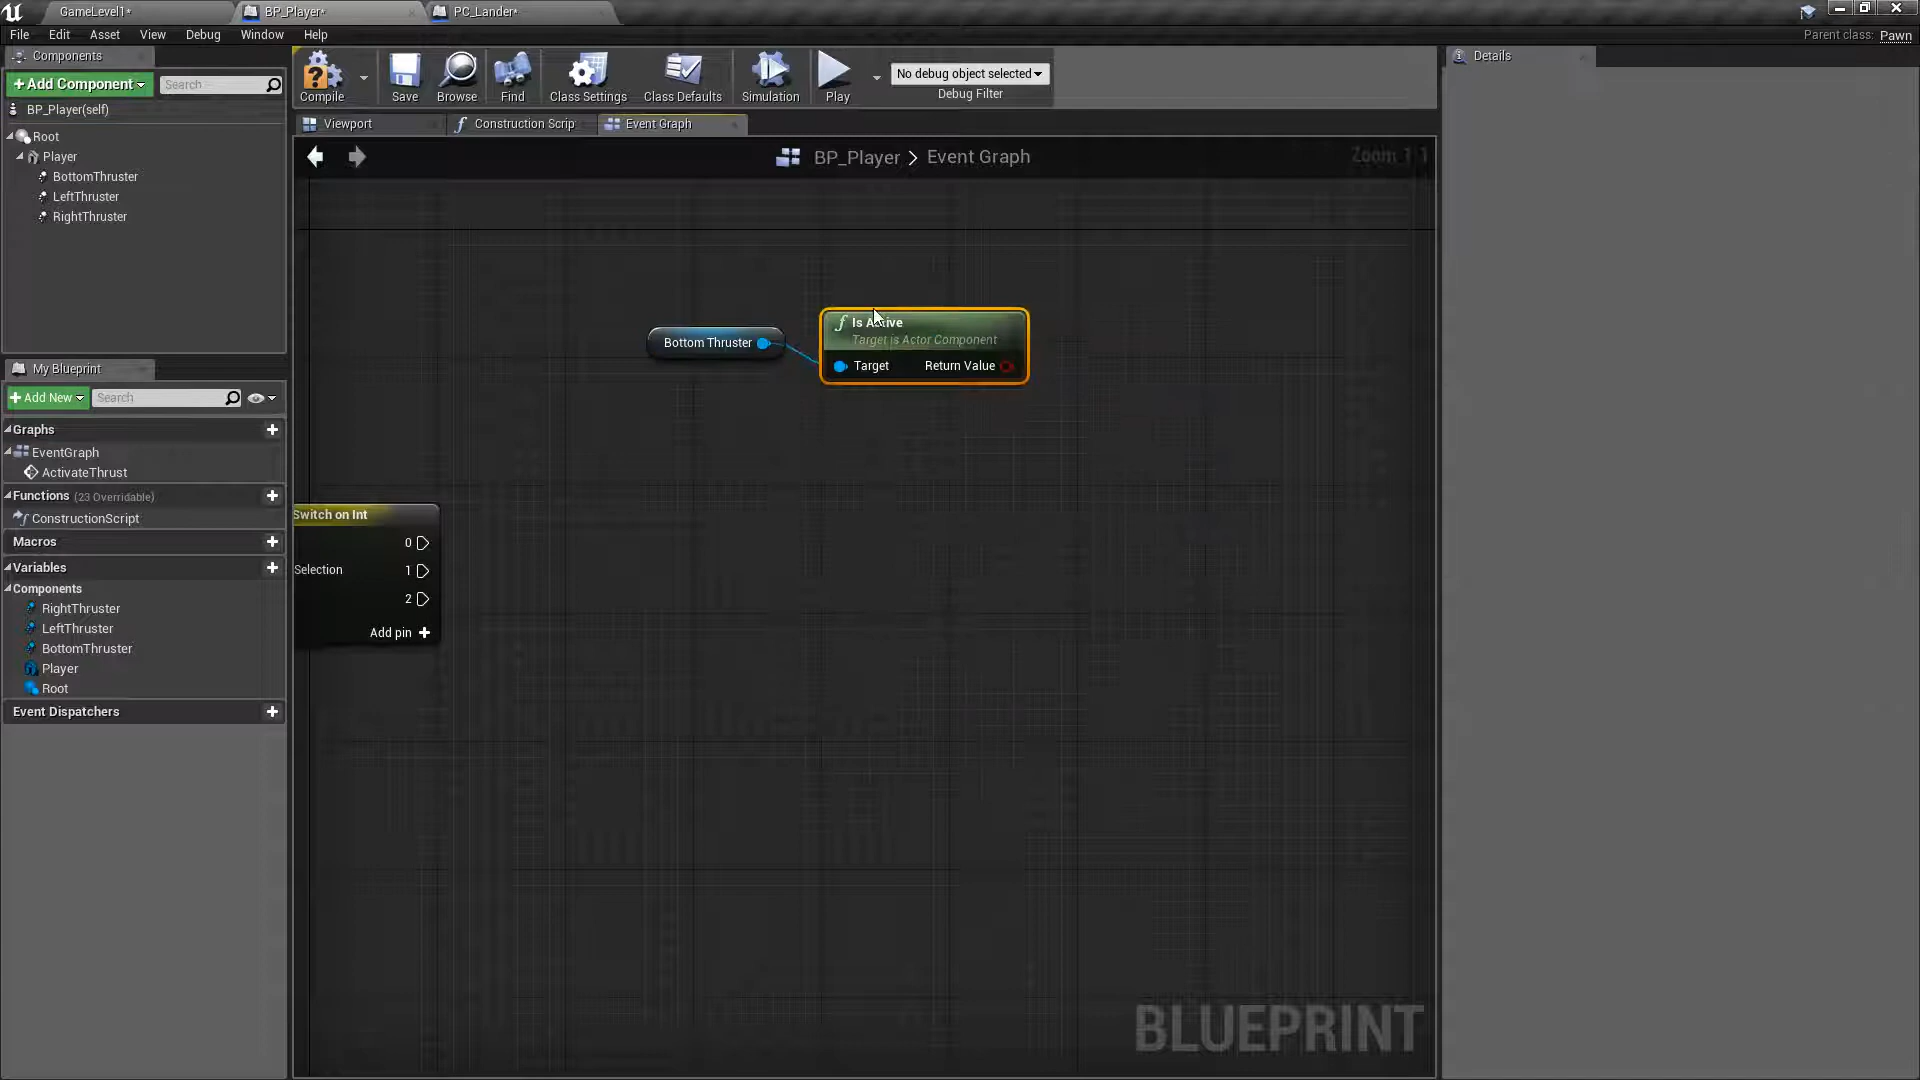 GameLevel1*
BP_Player*
PC_Lander*
File Edit Asset View Debug Window Help
Parent class: Pawn
Components
+Add Component
Search
BP_Player(self)
Root
Player
BottomThruster
LeftThruster
RightThruster
Compile
Save
Browse
Find
Class Settings
Class Defaults
Simulation
Play
No debug object selected
Debug Filter
Details
Viewport
Construction Scrip
Event Graph
BP_Player > Event Graph
Zoom 1:1
Bottom Thruster
f Is Active
Target is Actor Component
Target
Return Value
Switch on Int
0
Selection
1
2
Add pin +
My Blueprint
+Add New
Search
Graphs
EventGraph
ActivateThrust
Functions (23 Overridable)
ConstructionScript
Macros
Variables
Components
RightThruster
LeftThruster
BottomThruster
Player
Root
Event Dispatchers
BLUEPRINT